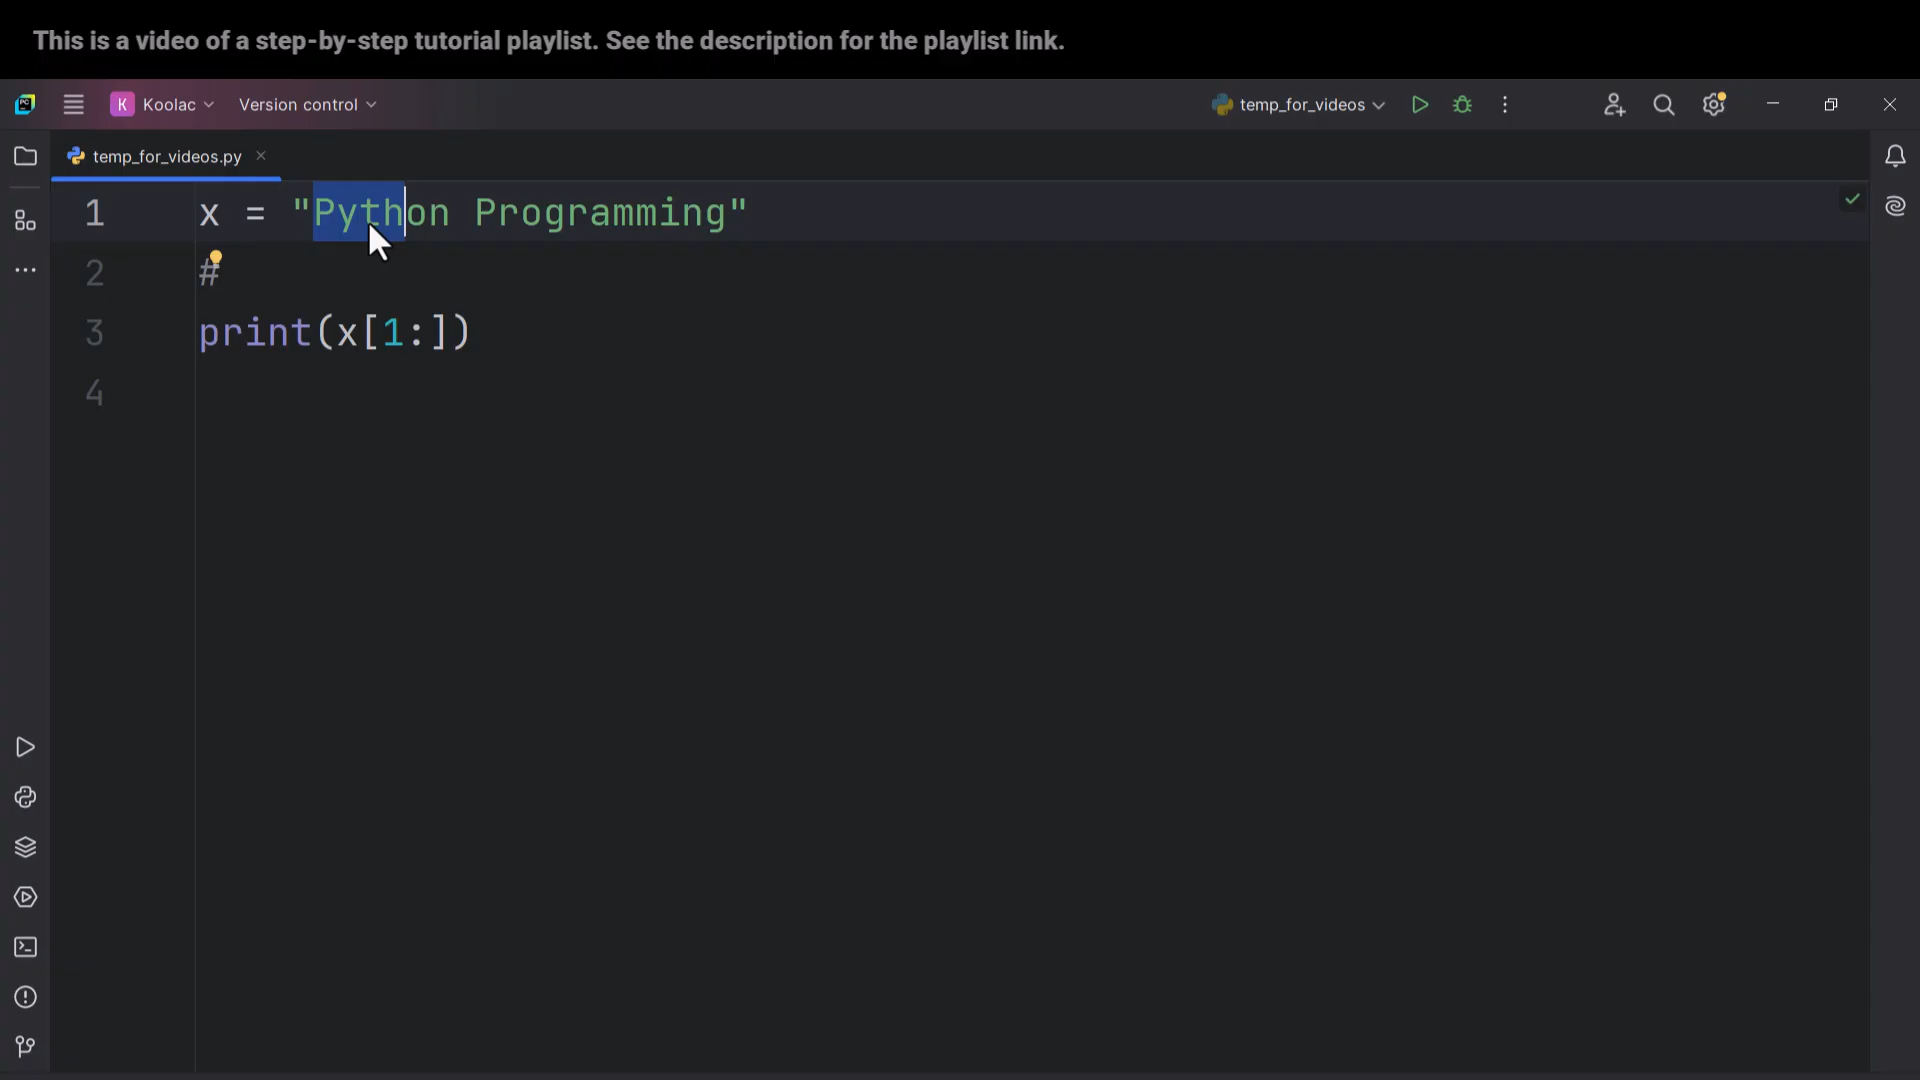 This is a video of a step-by-step tutorial playlist. See the description for the playlist link.
K Koolac Version control temp_for_videos
temp_for_videos.py
1 x = "Python Programming"
2 #
3 print(x[1:])
4